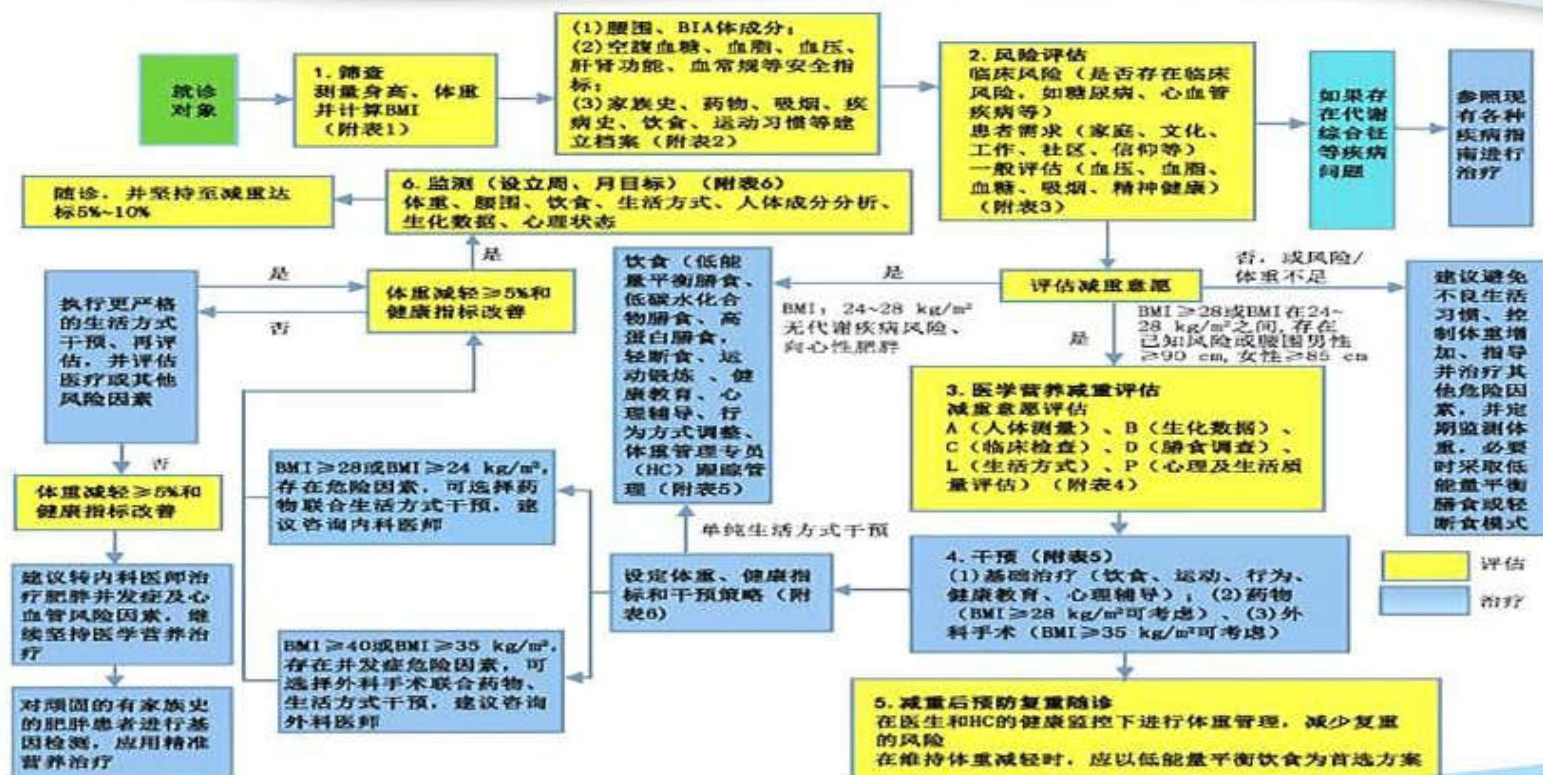 就诊
对象
1. 筛查
测量身高、体重
并计算BMI
（附表1）
(1)腰围、BIA体成分；
(2)空腹血糖、血脂、血压、
肝肾功能、血常规等安全指
标；
(3)家族史、药物、吸烟、疾
病史、饮食、运动习惯等建
立档案（附表2）
2. 风险评估
临床风险（是否存在临床
风险，如糖尿病、心血管
疾病等）
患者需求（家庭、文化、
工作、社区、信仰等）
一般评估（血压、血脂、
血糖、吸烟、精神健康）
（附表3）
如果存
在代谢
综合征
等疾病
问题
参照现
有各种
疾病指
南进行
治疗
随诊，并坚持至减重达
标5%~10%
6. 监测（设立周、月目标）（附表6）
体重、腰围、饮食、生活方式、人体成分分析、
生化数据、心理状态
是
执行更严格
的生活方式
干预、再评
估，并评估
医疗或其他
风险因素
是
否
体重减轻≥5%和
健康指标改善
饮食（低能
量平衡膳食、
低碳水化合
物膳食、高
蛋白膳食，
轻断食、运
动锻炼、健
康教育、心
理辅导、行
为方式调整、
体重管理专员
（HC）跟踪管
理（附表5）
是
BMI：24~28 kg/m²
无代谢疾病风险、
向心性肥胖
评估减重意愿
否，或风险/
体重不足
是
BMI≥28或BMI在24~
28 kg/m²之间,存在
已知风险或腰围男性
≥90 cm,女性≥85 cm
建议避免
不良生活
习惯、控
制体重增
加、指导
并治疗其
他危险因
素，并定
期监测体
重，必要
时采取低
能量平衡
膳食或轻
断食模式
3. 医学营养减重评估
减重意愿评估
A（人体测量）、B（生化数据）、
C（临床检查）、D（膳食调查）、
L（生活方式）、P（心理及生活质
量评估）（附表4）
否
体重减轻≥5%和
健康指标改善
BMI≥28或BMI≥24 kg/m²，
存在危险因素，可选择药
物联合生活方式干预，建
议咨询内科医师
单纯生活方式干预
设定体重、健康指
标和干预策略（附
表6）
4. 干预（附表5）
(1)基础治疗（饮食、运动、行为、
健康教育、心理辅导）；(2)药物
（BMI≥28 kg/m²可考虑）、(3)外
科手术（BMI≥35 kg/m²可考虑）
评估
治疗
建议转内科医师治
疗肥胖并发症及心
血管风险因素，继
续坚持医学营养治
疗
BMI≥40或BMI≥35 kg/m²，
存在并发症危险因素，可
选择外科手术联合药物、
生活方式干预，建议咨询
外科医师
对顽固的有家族史
的肥胖患者进行基
因检测，应用精准
营养治疗
5. 减重后预防复重随诊
在医生和HC的健康监控下进行体重管理，减少复重
的风险
在维持体重减轻时，应以低能量平衡饮食为首选方案